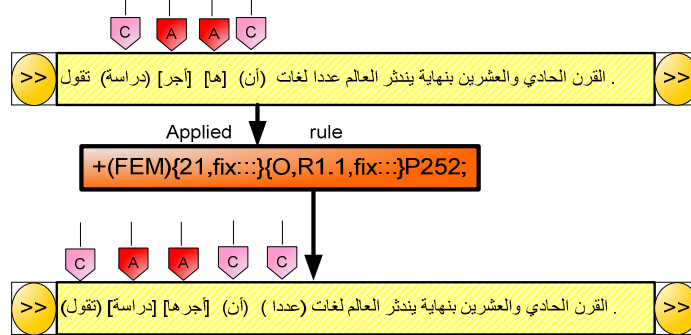 C A A C
>> . القرن الحادي والعشرين بنهاية يندثر العالم عددا لغات (أن) [ها] [أجر] (دراسة) تقول >>
Applied rule
+(FEM){21,fix:::}{O,R1.1,fix:::}P252;
C A A C C
>> . القرن الحادي والعشرين بنهاية يندثر العالم لغات (عددا ) (أن) [أجرها] [دراسة] (تقول) >>